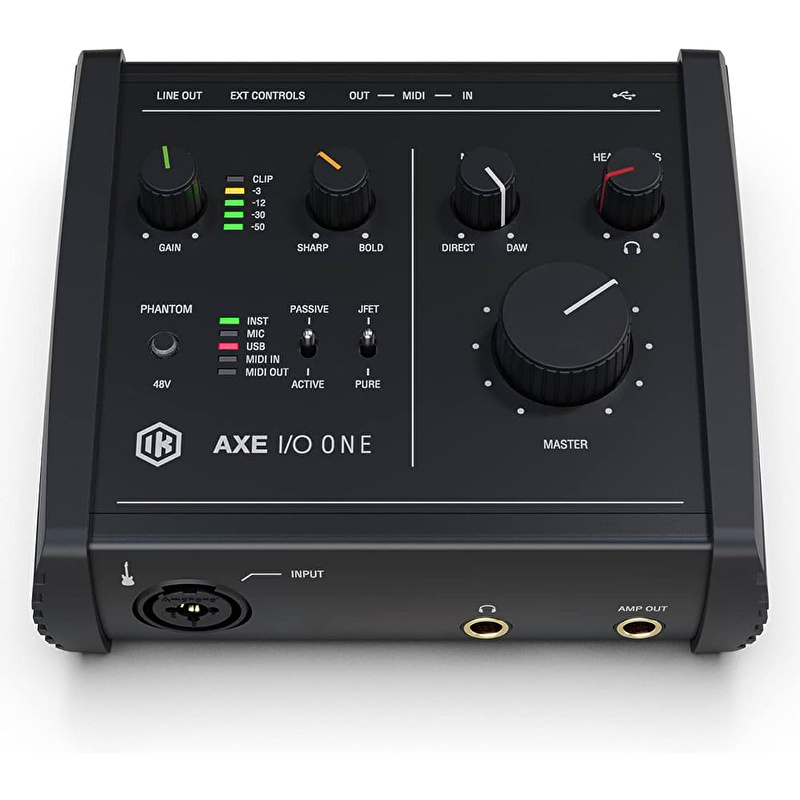 LINE OUT EXT CONTROLS OUT MIDI IN
CLIP
-3
-12
-30
-50
GAIN SHARP BOLD DIRECT DAW
PHANTOM
48V
INST
MIC
USB
MIDI IN
MIDI OUT
PASSIVE
ACTIVE
JFET
PURE
MASTER
IK AXE I/O ONE
INPUT
AMP OUT